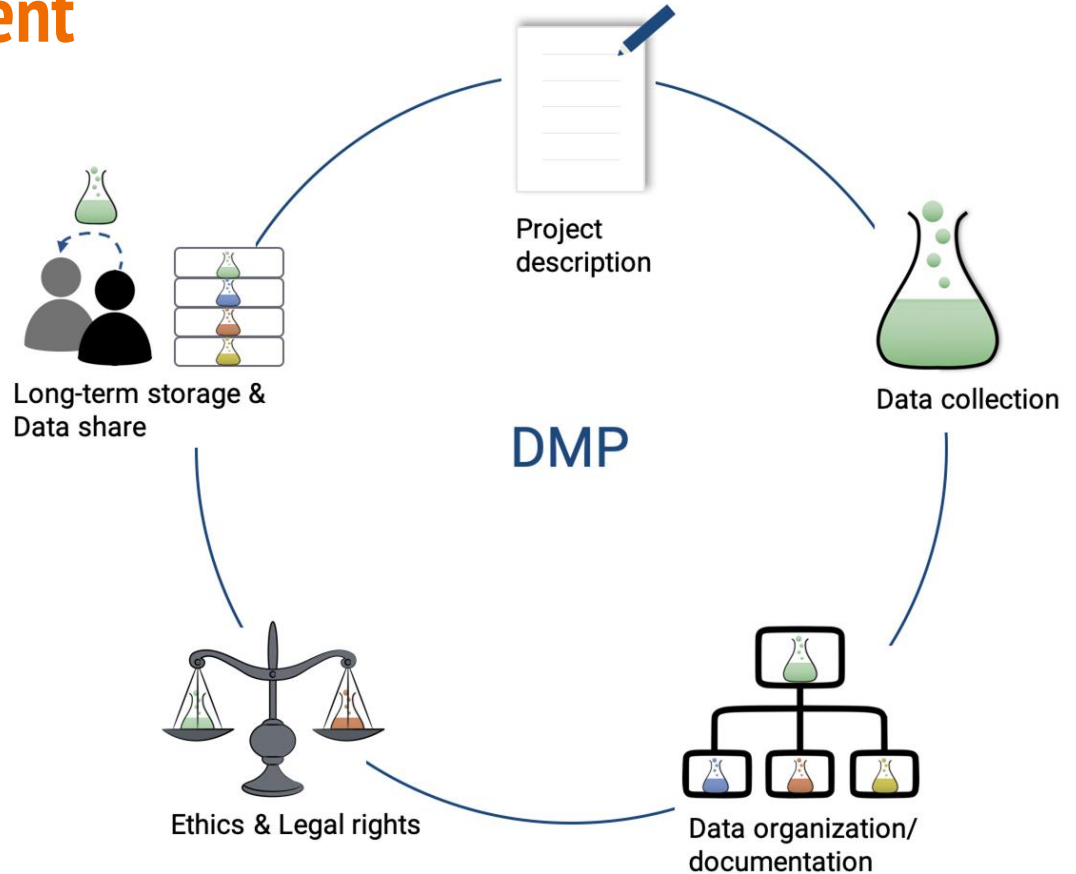 ent
Project
description
Data collection
Long-term storage &
Data share
DMP
Ethics & Legal rights
Data organization/
documentation